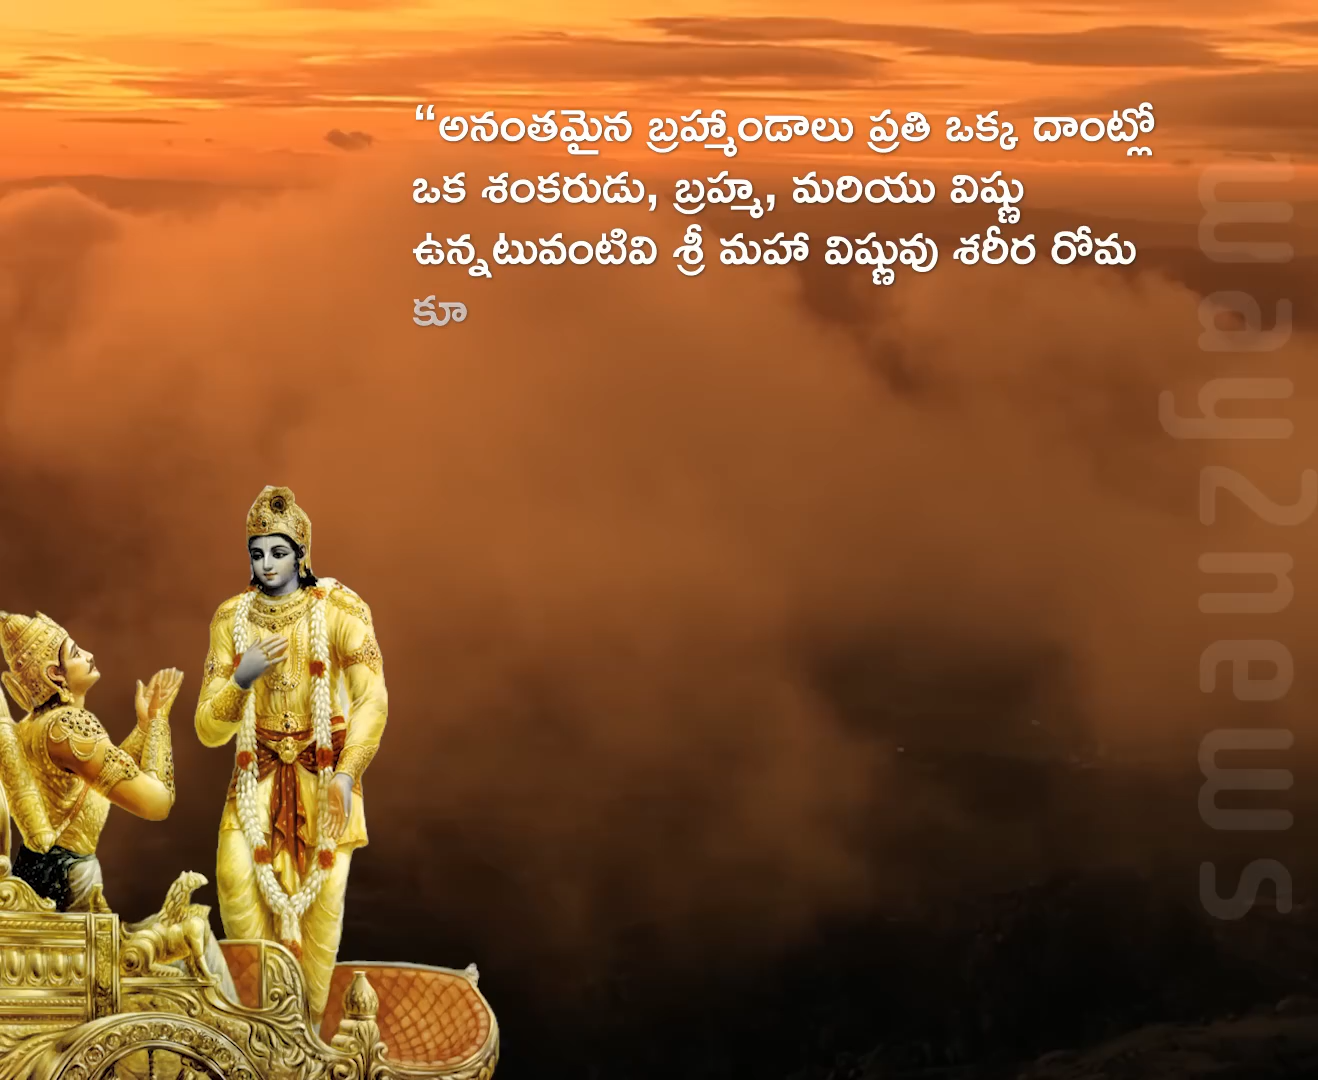 “అనంతమైన బ్రహ్మాండాలు ప్రతి ఒక్క దాంట్లో
ఒక శంకరుడు, బ్రహ్మ, మరియు విష్ణు
ఉన్నటువంటివి శ్రీ మహా విష్ణువు శరీర రోమ
కూ
way2news